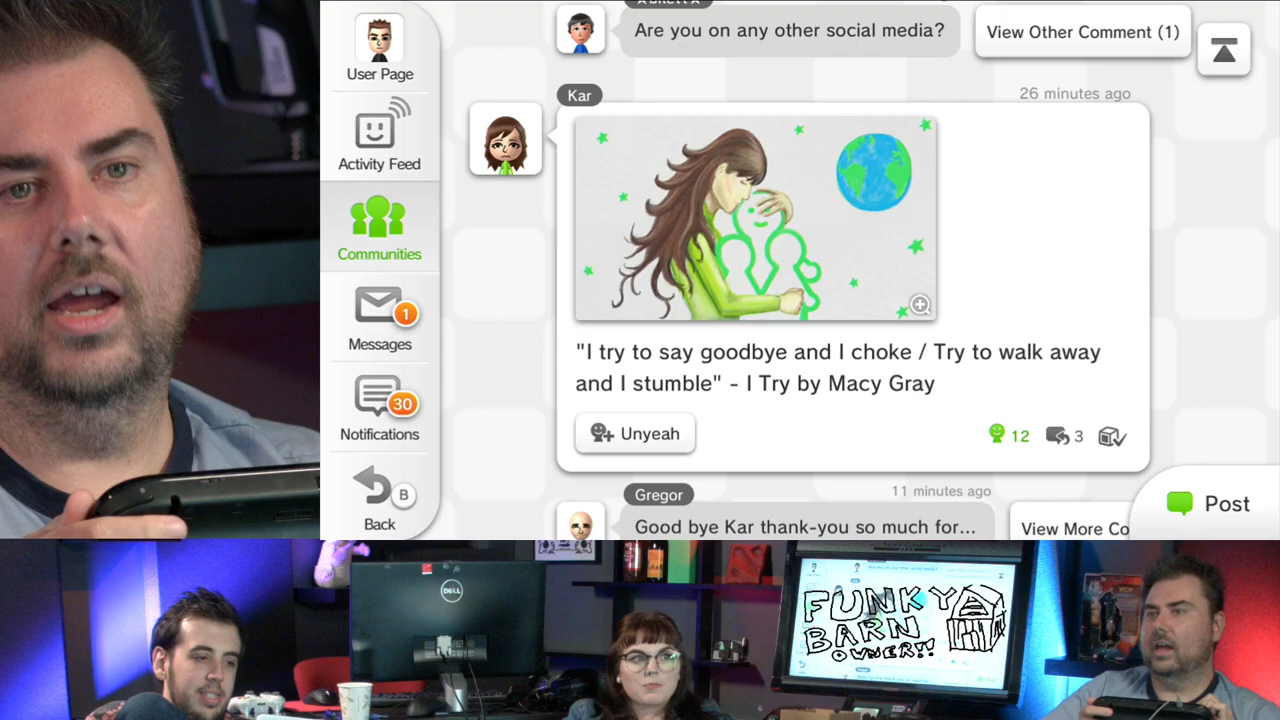 Are you on any other social media?
View Other Comment (1)
User Page
Kar
26 minutes ago
Activity Feed
Communities
"I try to say goodbye and I choke / Try to walk away
and I stumble" - I Try by Macy Gray
1
Messages
30
Notifications
Unyeah
12
3
B
Back
Gregor
11 minutes ago
Good bye Kar thank-you so much for...
View More Co
Post
DELL
FUNKY
BARN
OWNER!!